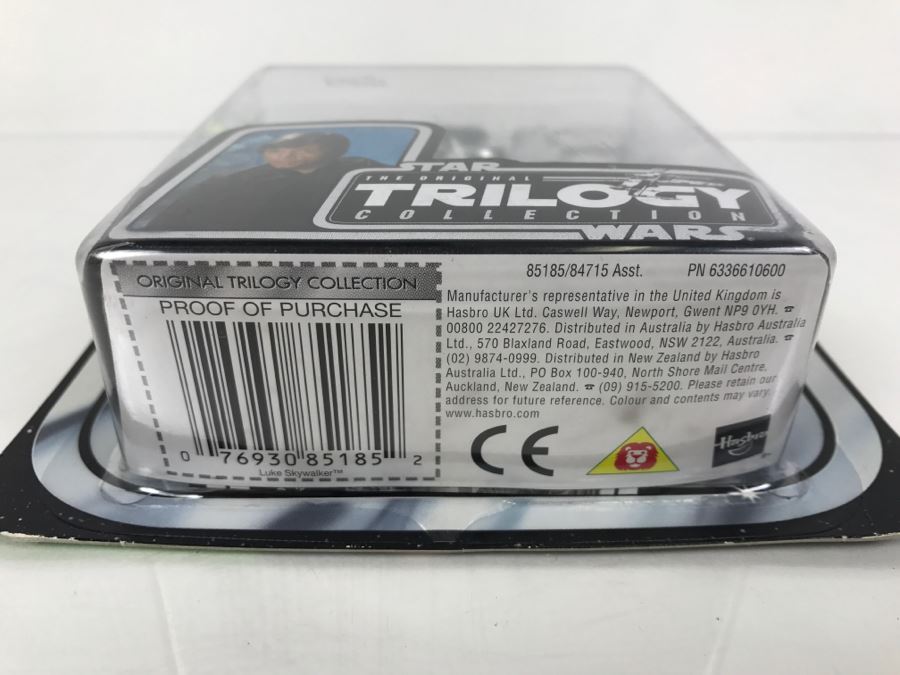 STAR
THE ORIGINAL
TRILOGY
COLLECTION
WARS
ORIGINAL TRILOGY COLLECTION
PROOF OF PURCHASE
0 76930 85185 2
Luke Skywalker™
85185/84715 Asst. PN 6336610600
Manufacturer's representative in the United Kingdom is
Hasbro UK Ltd. Caswell Way, Newport, Gwent NP9 0YH. ☎
00800 22427276. Distributed in Australia by Hasbro Australia
Ltd., 570 Blaxland Road, Eastwood, NSW 2122, Australia. ☎
(02) 9874-0999. Distributed in New Zealand by Hasbro
Australia Ltd., PO Box 100-940, North Shore Mail Centre,
Auckland, New Zealand. ☎ (09) 915-5200. Please retain our
address for future reference. Colour and contents may vary.
www.hasbro.com
CE
Hasbro